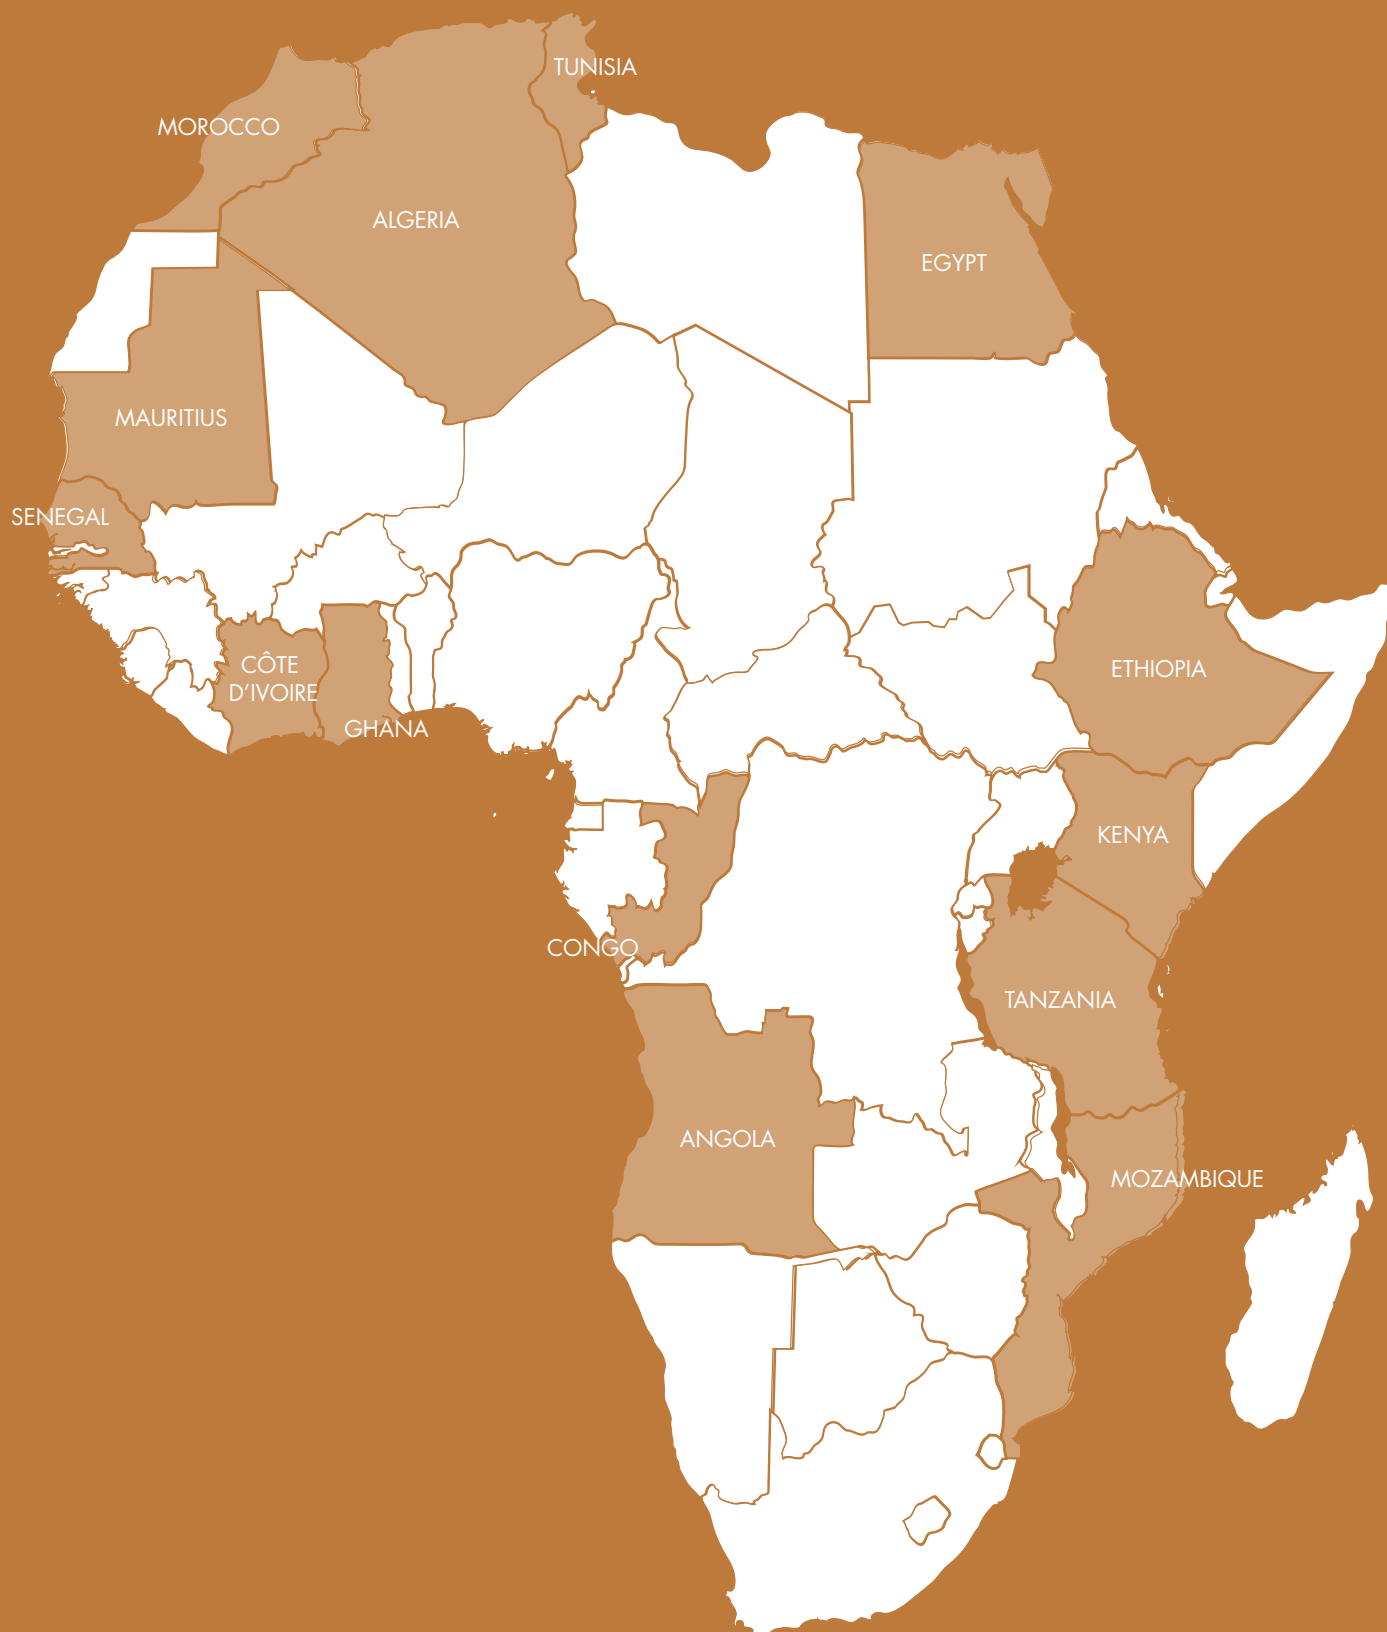 TUNISIA
MOROCCO
ALGERIA
EGYPT
MAURITIUS
SENEGAL
CÔTE
D'IVOIRE
GHANA
ETHIOPIA
KENYA
CONGO
TANZANIA
ANGOLA
MOZAMBIQUE